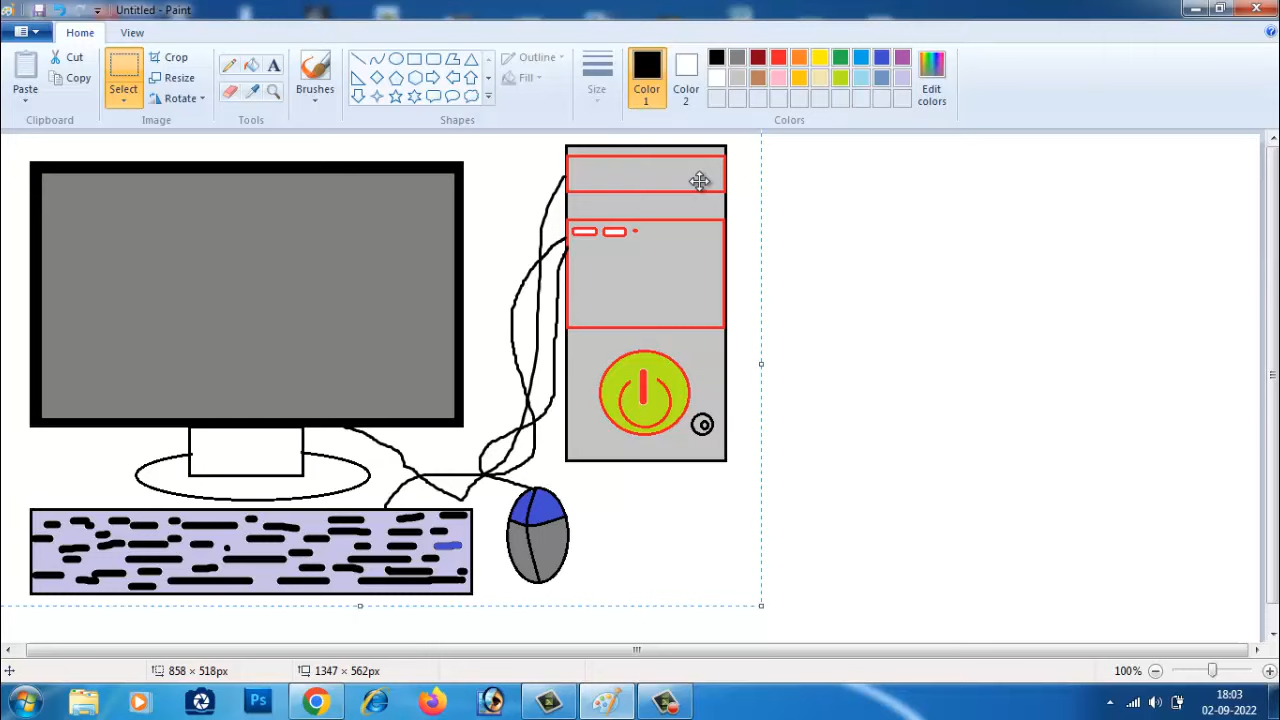 Untitled - Paint
Home View
Paste Cut Copy
Select Crop Resize Rotate
Brushes
Outline Fill
Size
Color 1 Color 2
Edit colors
Clipboard Image Tools Shapes Colors
A
858 × 518px 1347 × 562px 100%
Ps
18:03
02-09-2022